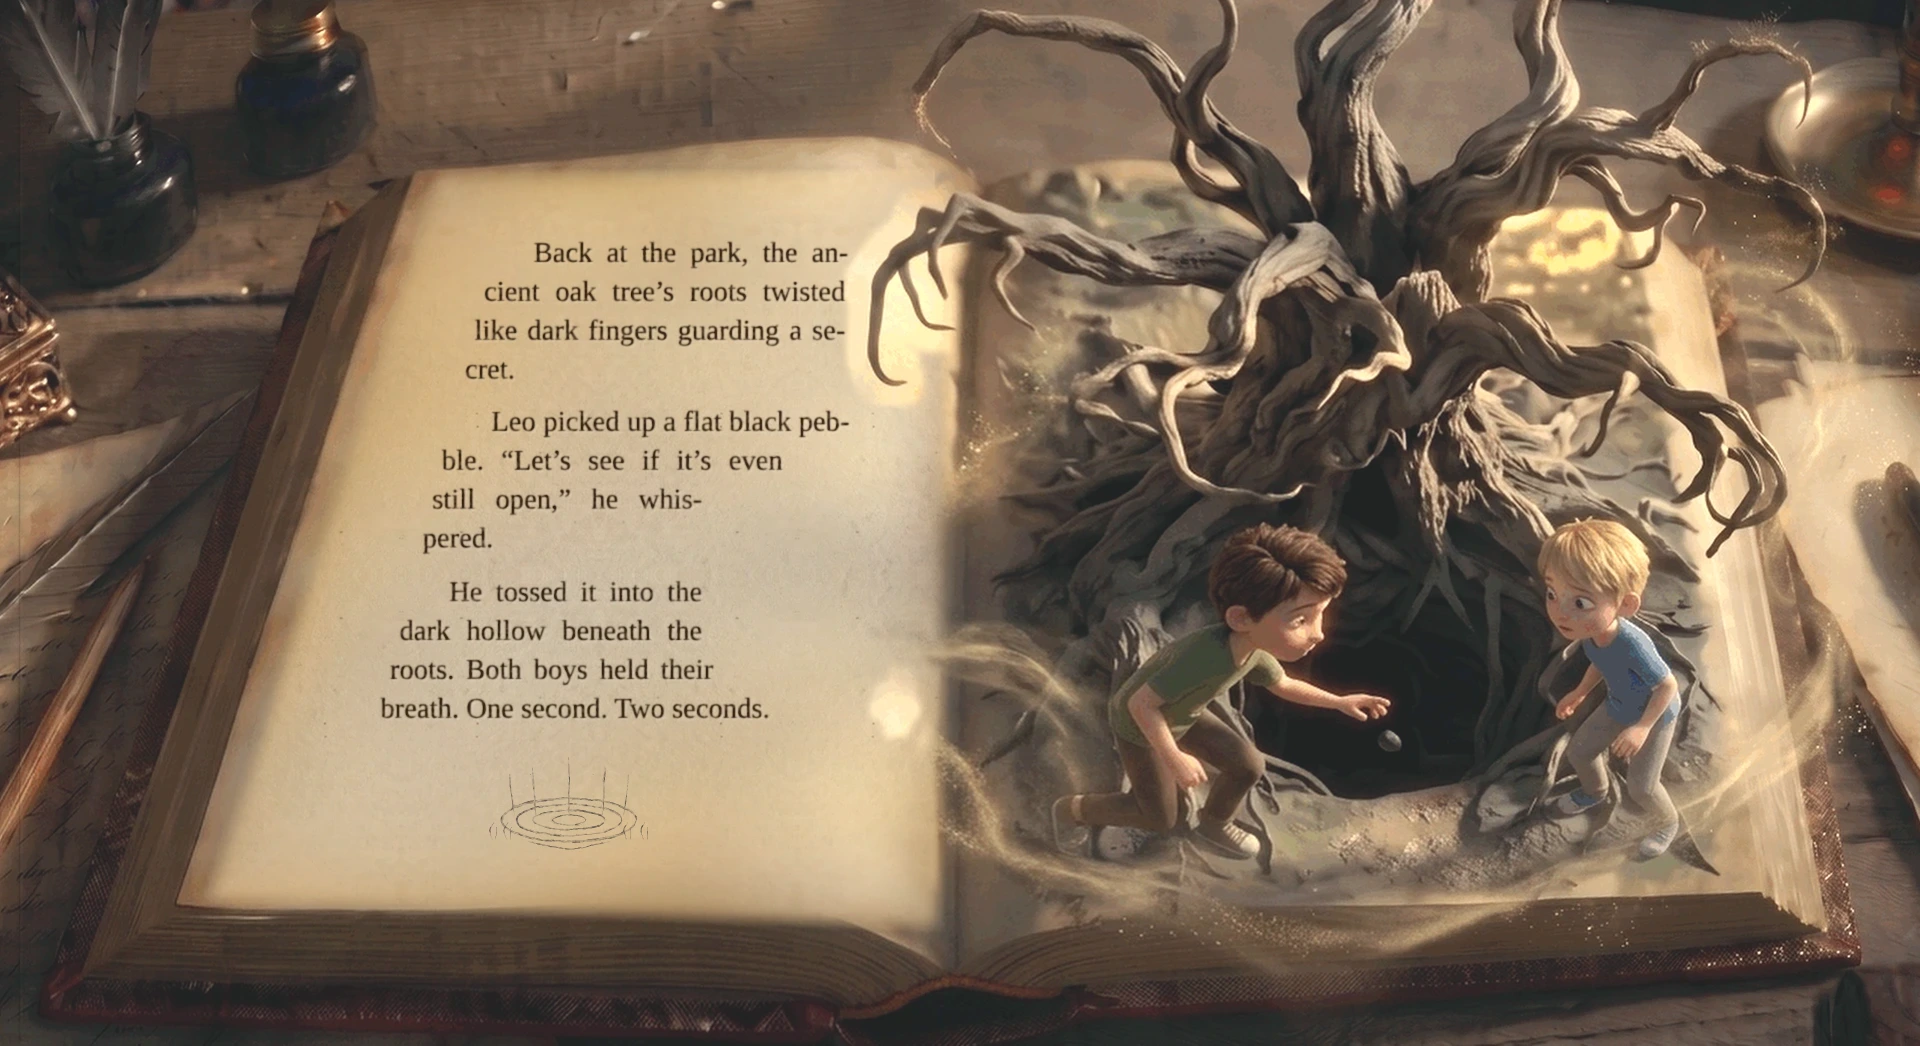 Back at the park, the an-
cient oak tree’s roots twisted
like dark fingers guarding a se-
cret.
Leo picked up a flat black peb-
ble. “Let’s see if it’s even
still open,” he whis-
pered.
He tossed it into the
dark hollow beneath the
roots. Both boys held their
breath. One second. Two seconds.